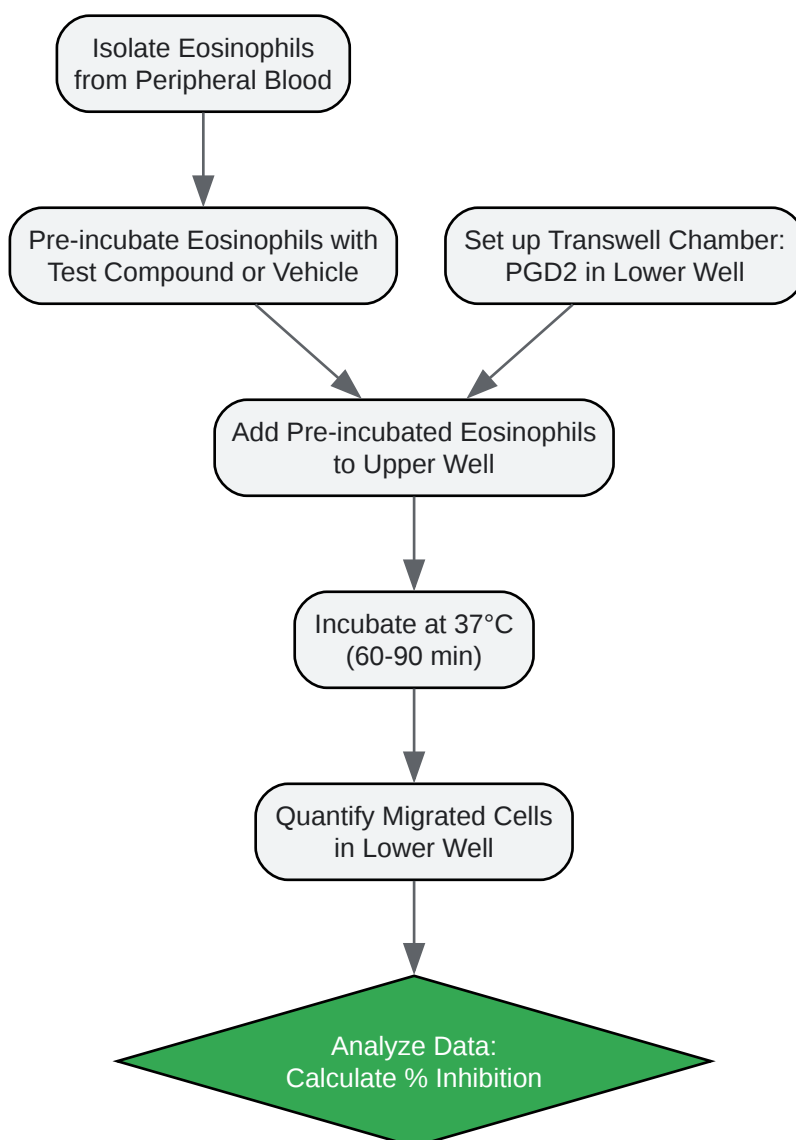 Isolate Eosinophils
from Peripheral Blood
Pre-incubate Eosinophils with
Test Compound or Vehicle
Set up Transwell Chamber:
PGD2 in Lower Well
Add Pre-incubated Eosinophils
to Upper Well
Incubate at 37°C
(60-90 min)
Quantify Migrated Cells
in Lower Well
Analyze Data:
Calculate % Inhibition